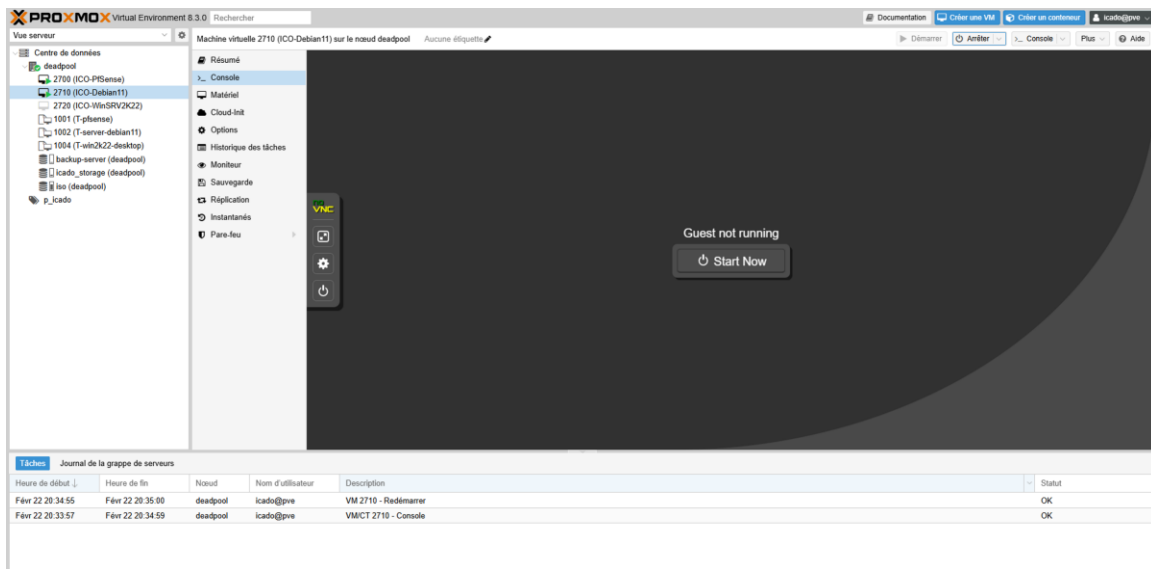 PROXMOX Virtual Environment 8.3.0 Rechercher Documentation Créer une VM Créer un conteneur icado@pve
Vue serveur
Machine virtuelle 2710 (ICO-Debian11) sur le nœud deadpool Aucune étiquette Démarrer Arrêter >_ Console Plus Aide
Centre de données
deadpool
2700 (ICO-PfSense)
2710 (ICO-Debian11)
2720 (ICO-WinSRV2K22)
1001 (T-pfsense)
1002 (T-server-debian11)
1004 (T-win2k22-desktop)
backup-server (deadpool)
icado_storage (deadpool)
iso (deadpool)
p_icado
Résumé
>_ Console
Matériel
Cloud-Init
Options
Historique des tâches
Moniteur
Sauvegarde
Réplication
Instantanés
Pare-feu
noVNC
Guest not running
Start Now
Tâches Journal de la grappe de serveurs
Heure de début ↓ Heure de fin Nœud Nom d'utilisateur Description Statut
Févr 22 20:34:55 Févr 22 20:35:00 deadpool icado@pve VM 2710 - Redémarrer OK
Févr 22 20:33:57 Févr 22 20:34:59 deadpool icado@pve VM/CT 2710 - Console OK